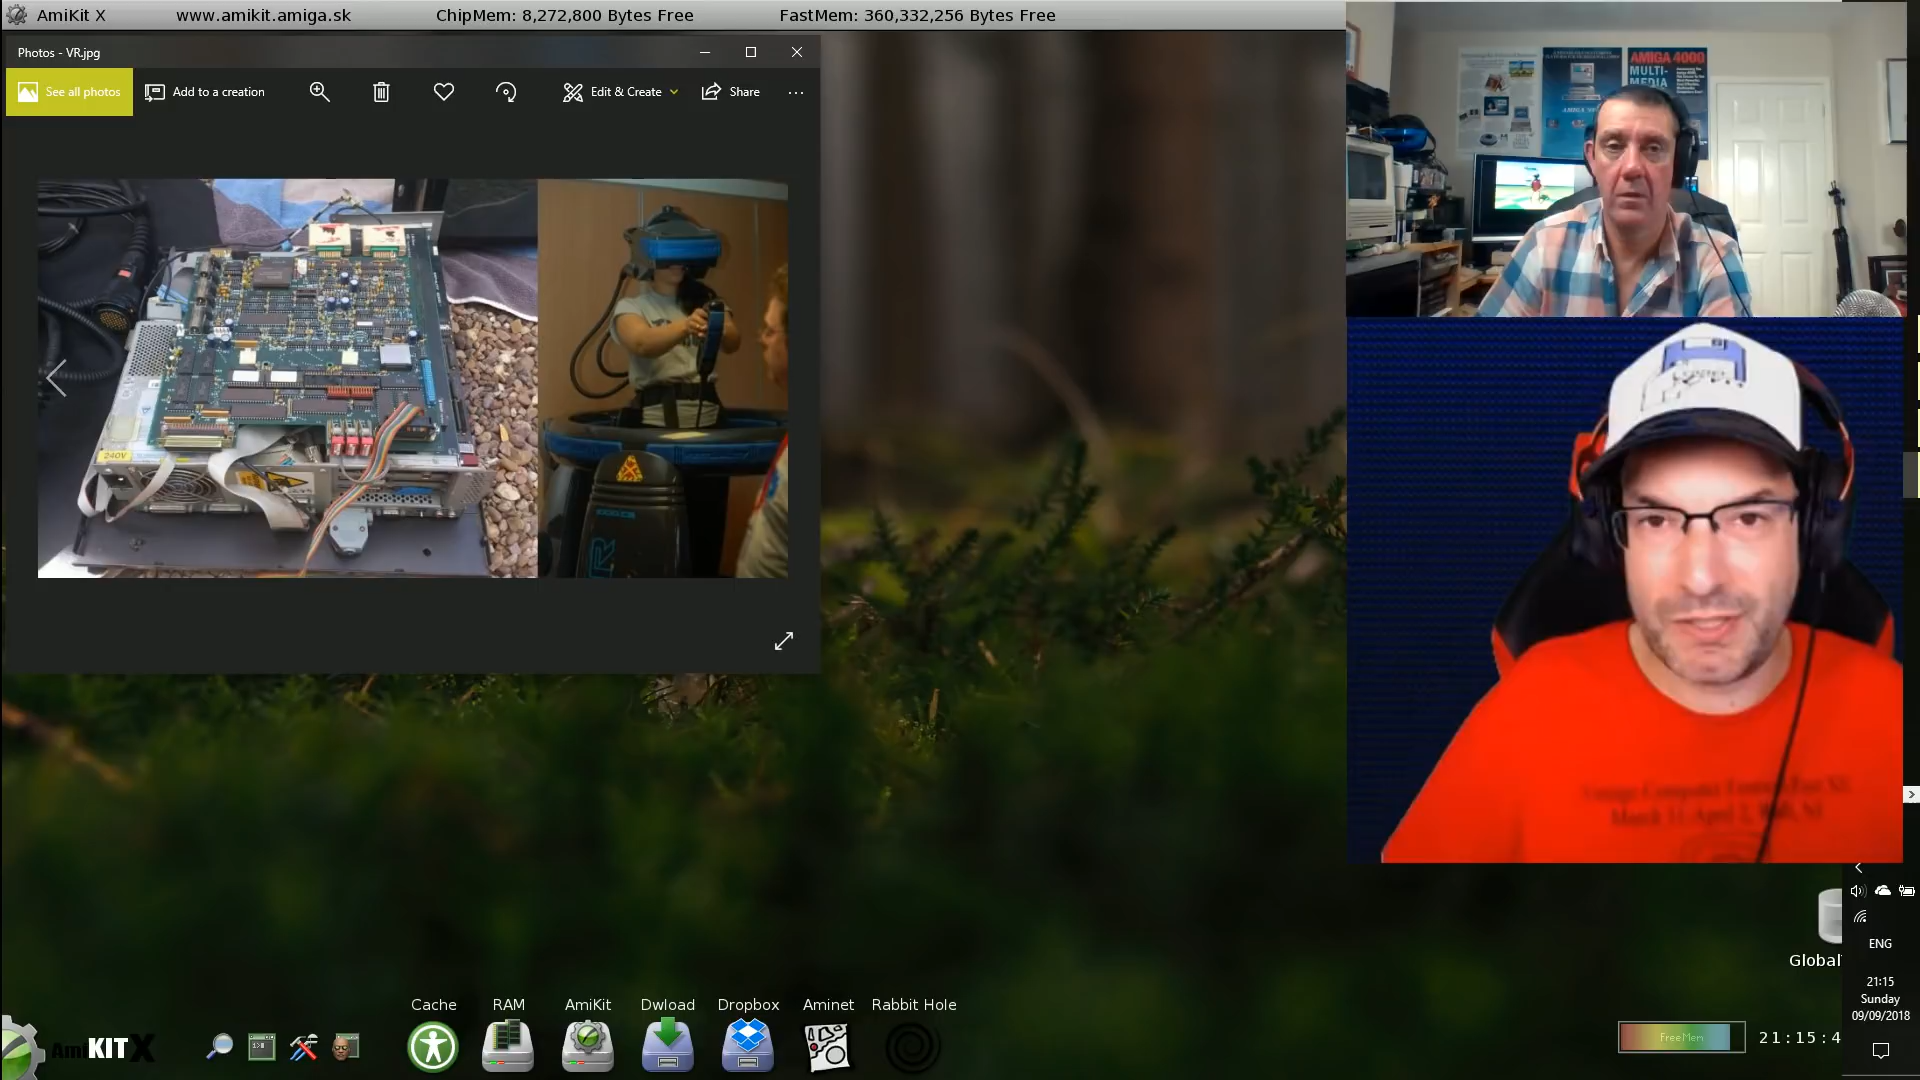 AmiKit X
www.amikit.amiga.sk
ChipMem: 8,272,800 Bytes Free
FastMem: 360,332,256 Bytes Free
Photos - VR.jpg
See all photos
Add to a creation
Edit & Create
Share
240V
AMIGA 4000
MULTI-
MEDIA
Global
ENG
21:15
Sunday
09/09/2018
Cache
RAM
AmiKit
Dwload
Dropbox
Aminet
Rabbit Hole
AmiKITX
FreeMem
21:15:4